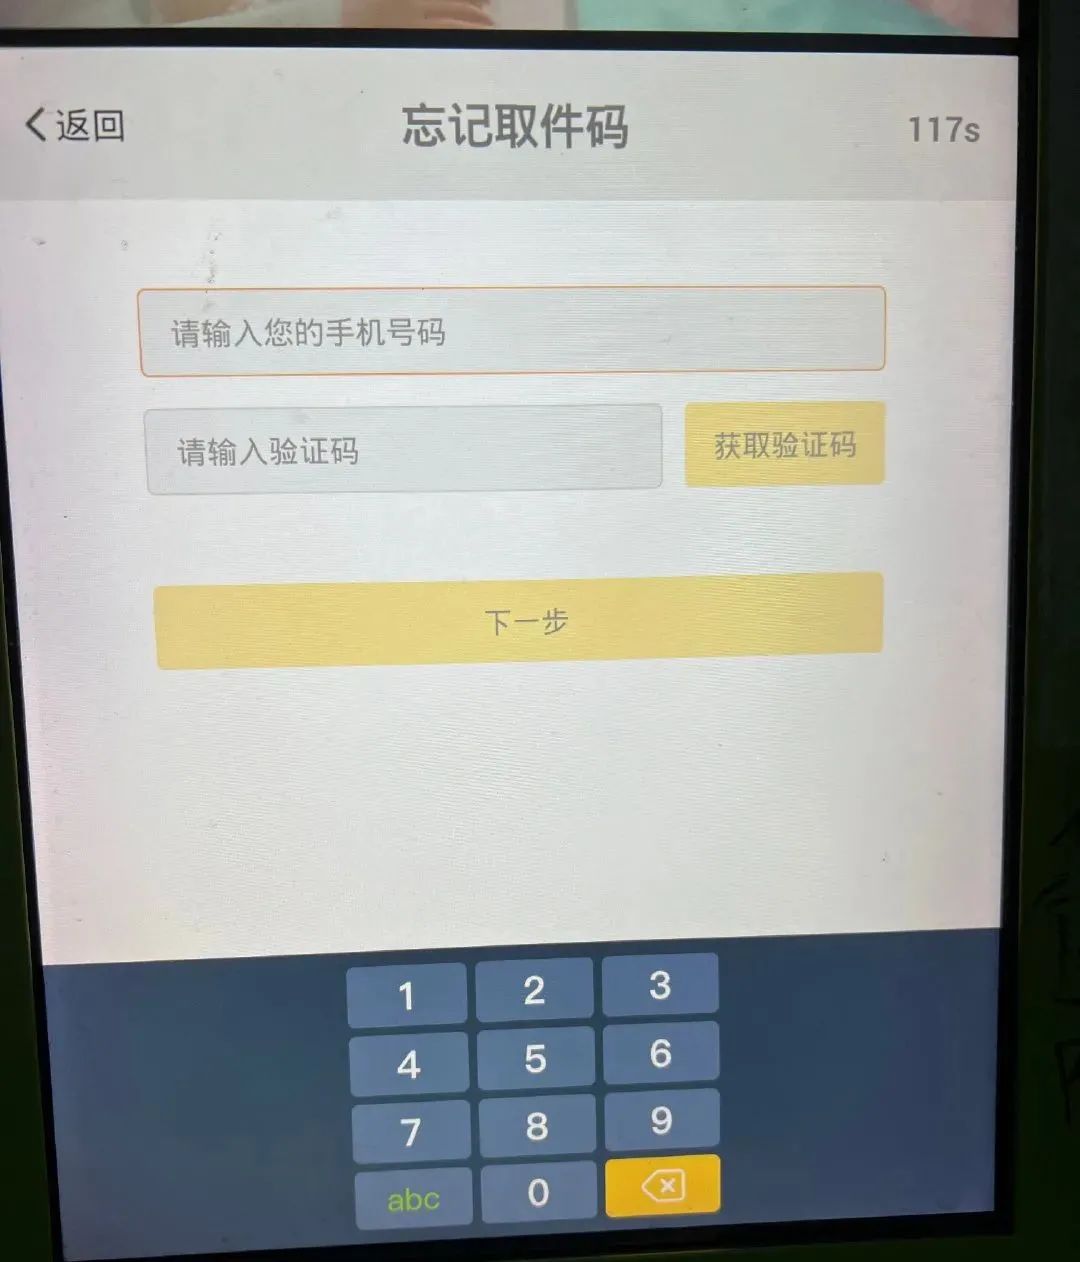 返回 忘记取件码 117s
请输入您的手机号码
请输入验证码 获取验证码
下一步
1 2 3
4 5 6
7 8 9
abc 0